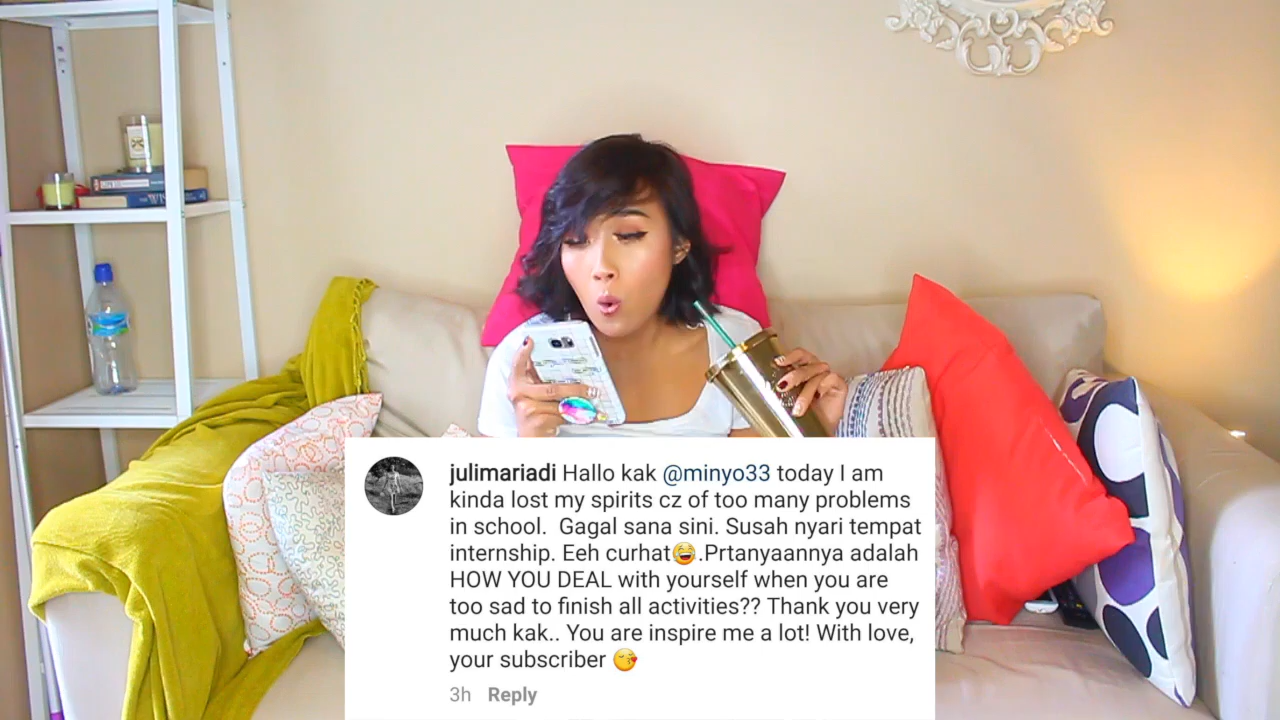 julimariadi Hallo kak @minyo33 today I am
kinda lost my spirits cz of too many problems
in school. Gagal sana sini. Susah nyari tempat
internship. Eeh curhat😂.Prtanyaannya adalah
HOW YOU DEAL with yourself when you are
too sad to finish all activities?? Thank you very
much kak.. You are inspire me a lot! With love,
your subscriber 😘
3h Reply